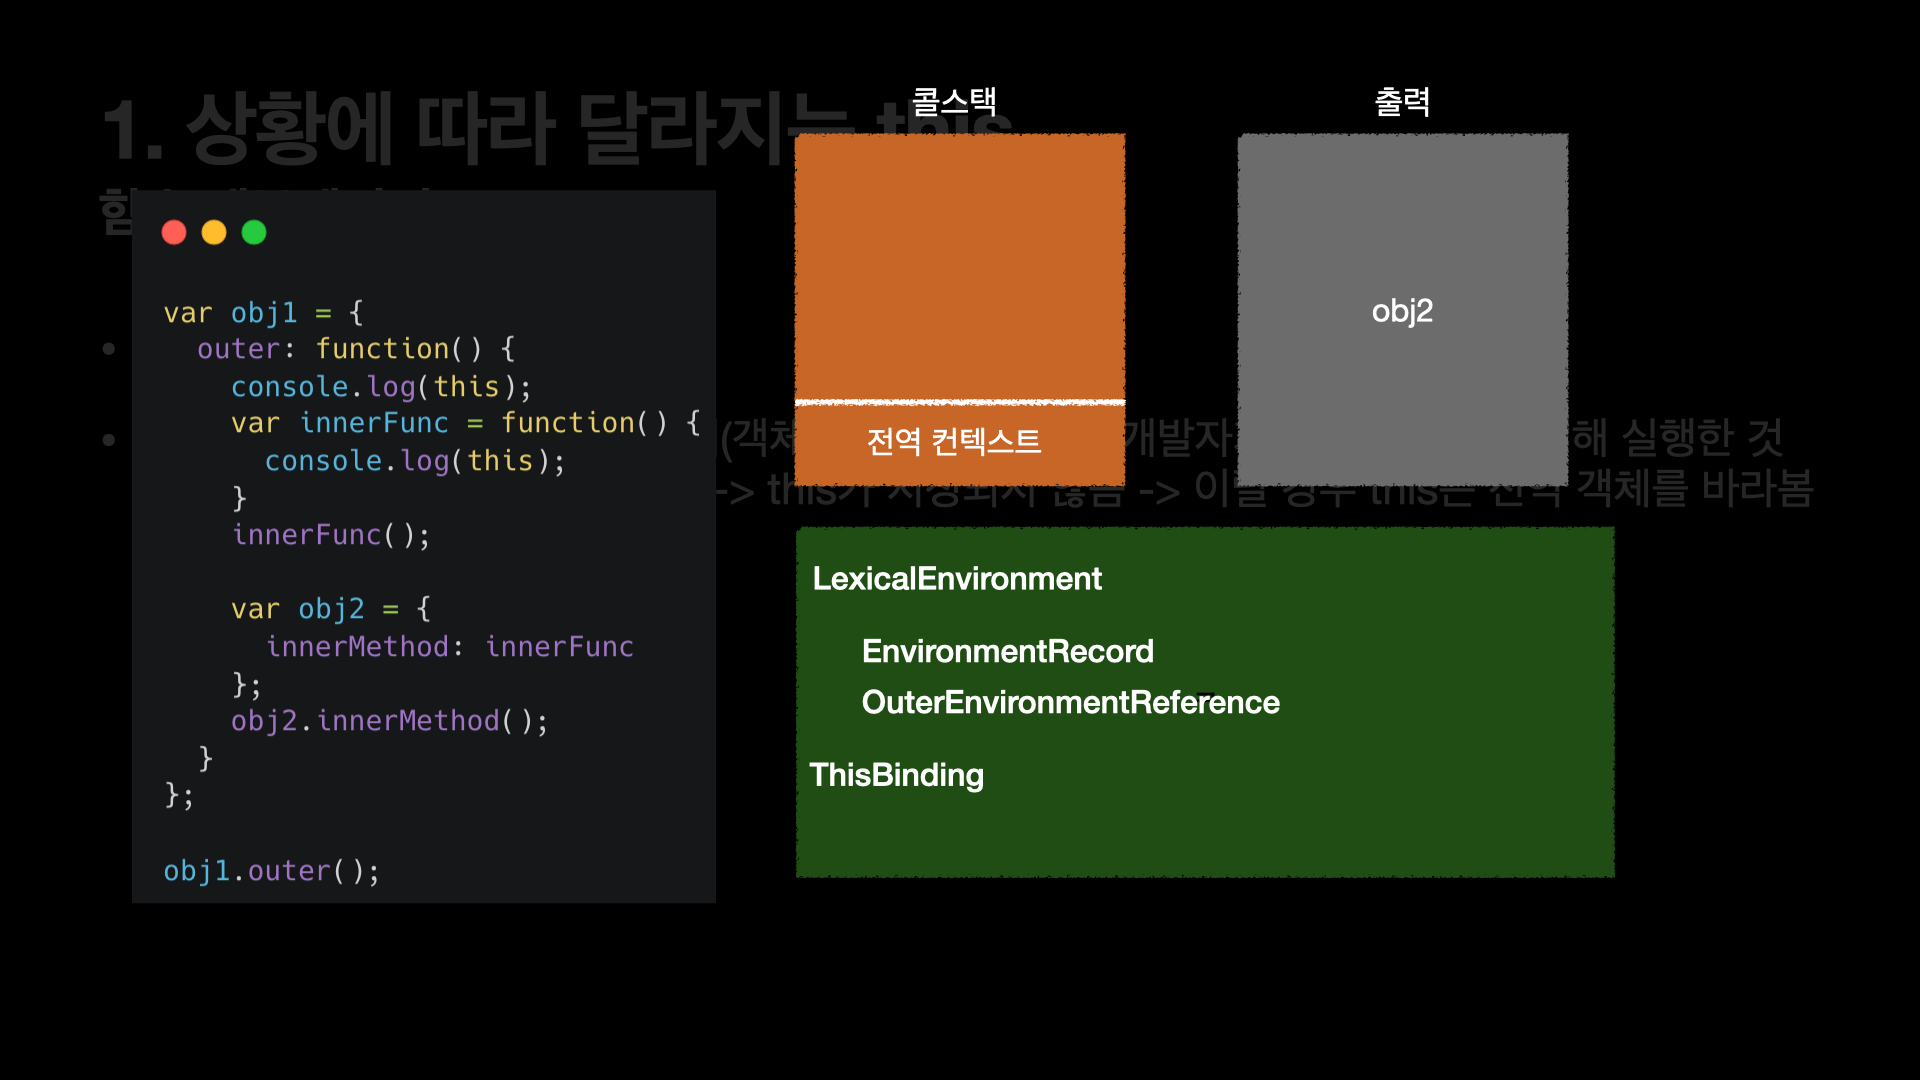 1. 상황에 따라 달라지는 this
콜스택
출력
var obj1 = {
outer: function() {
console.log(this);
var innerFunc = function() {
console.log(this);
}
innerFunc();
var obj2 = {
innerMethod: innerFunc
};
obj2.innerMethod();
}
};
obj1.outer();
전역 컨텍스트
obj2
개발자
해 실행한 것
-> this가 지정되지 않음 -> 이럴 경우 this는 전역 객체를 바라봄
LexicalEnvironment
EnvironmentRecord
OuterEnvironmentReference
ThisBinding